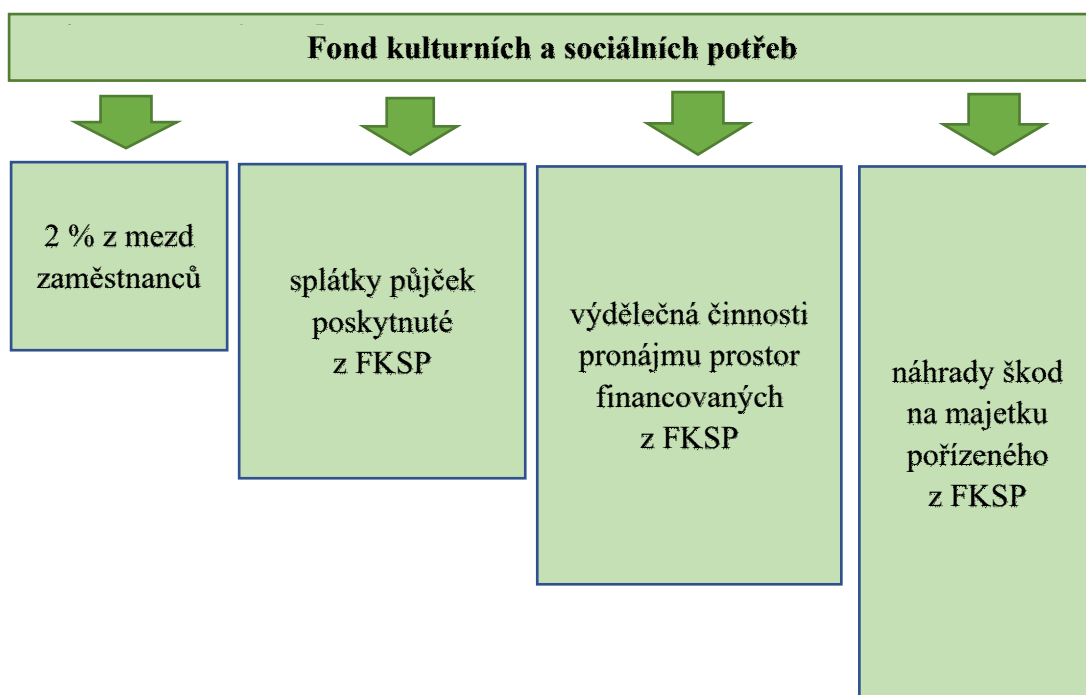 Fond kulturních a sociálních potřeb
2 % z mezd
zaměstnanců
splátky půjček
poskytnuté
z FKSP
výdělečná činnosti
pronájmu prostor
financovaných
z FKSP
náhrady škod
na majetku
pořízeného
z FKSP